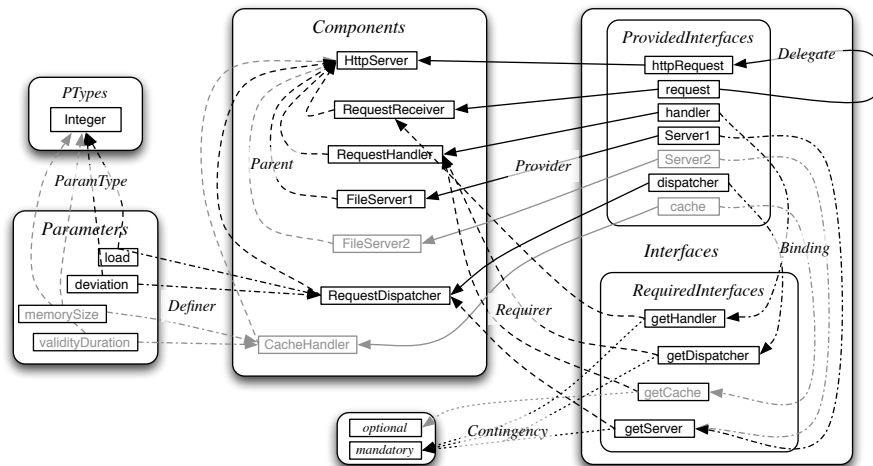 Components
ProvidedInterfaces
HttpServer
httpRequest
Delegate
PTypes
request
Integer
RequestReceiver
handler
RequestHandler
Server1
Parent
Provider
Server2
ParamType
FileServer1
dispatcher
cache
Parameters
FileServer2
load
Interfaces
Binding
deviation
RequestDispatcher
RequiredInterfaces
memorySize
Definer
Requirer
getHandler
validityDuration
CacheHandler
getDispatcher
getCache
optional
Contingency
getServer
mandatory